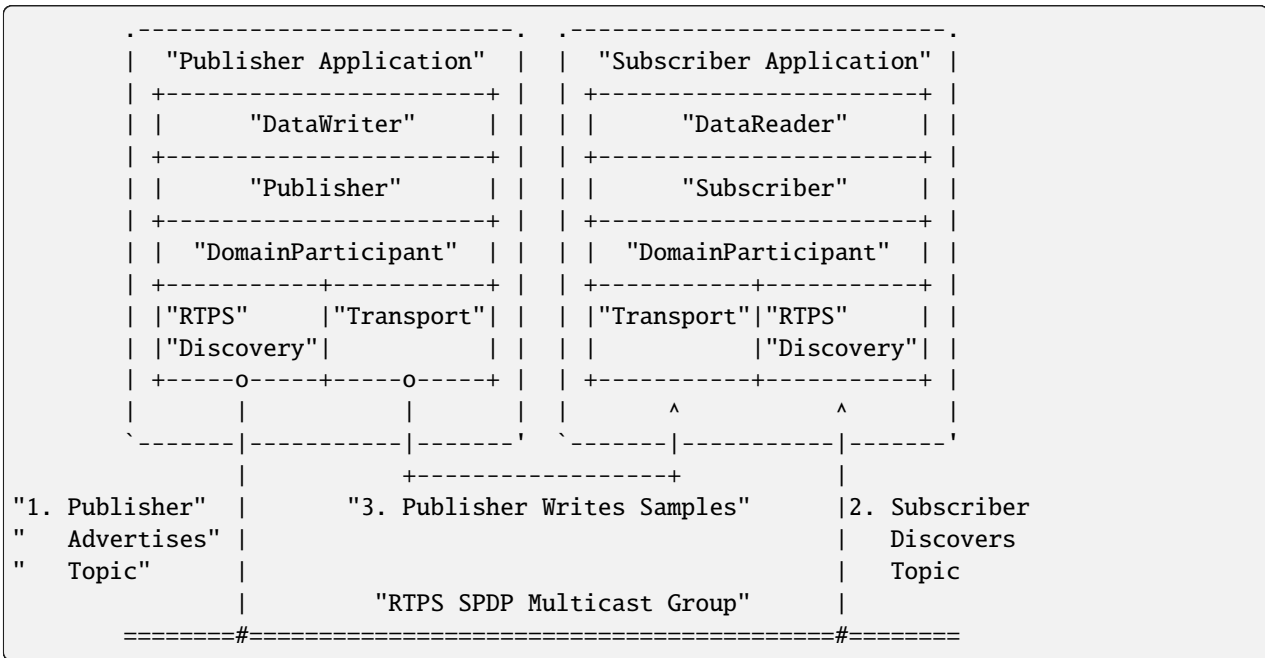 .---------------------------.  .---------------------------.
|  "Publisher Application"  |  |  "Subscriber Application" |
| +-----------------------+ |  | +-----------------------+ |
| |      "DataWriter"     | |  | |      "DataReader"     | |
| +-----------------------+ |  | +-----------------------+ |
| |      "Publisher"      | |  | |      "Subscriber"     | |
| +-----------------------+ |  | +-----------------------+ |
| |  "DomainParticipant"  | |  | |  "DomainParticipant"  | |
| +-----------+-----------+ |  | +-----------+-----------+ |
| |"RTPS"     |"Transport"| |  | |"Transport"|"RTPS"     | |
| |"Discovery"|           | |  | |           |"Discovery"| |
| +-----o-----+-----o-----+ |  | +-----------+-----------+ |
|       |           |       |  |       ^           ^       |
`-------|-----------|-------'  `-------|-----------|-------'
        |           +------------------+           |
"1. Publisher"  |       "3. Publisher Writes Samples"      |2. Subscriber
"   Advertises" |                                          |   Discovers
"   Topic"      |                                          |   Topic
        |         "RTPS SPDP Multicast Group"      |
========#==========================================#========